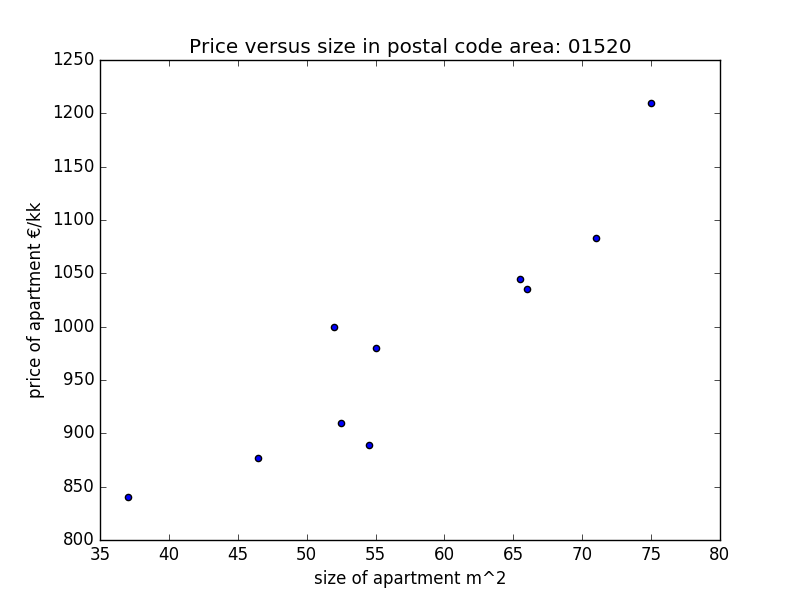 Price versus size in postal code area: 01520
1250
1200
1150
1100
1050
1000
950
900
850
800
price of apartment €/kk
35 40 45 50 55 60 65 70 75 80
size of apartment m^2